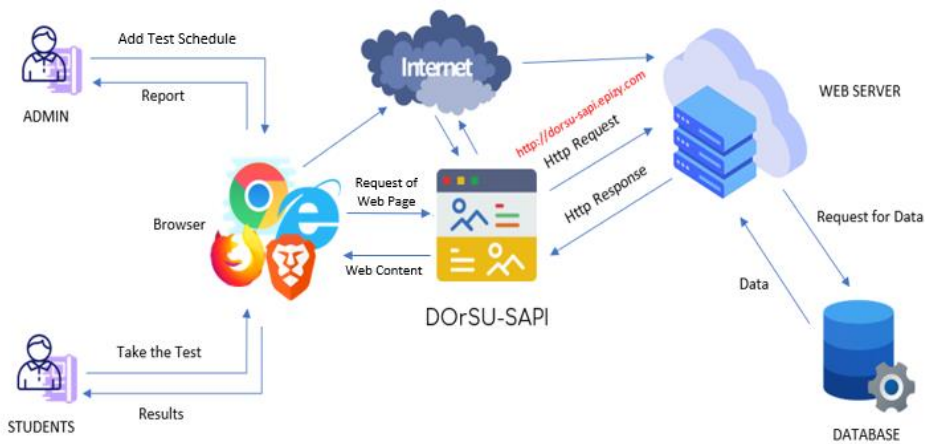 Add Test Schedule
Report
ADMIN
Internet
http://dorsu-sapi.epizy.com
Http Request
Http Response
WEB SERVER
Browser
Request of
Web Page
Web Content
DOrSU-SAPI
Request for Data
Data
Take the Test
Results
STUDENTS
DATABASE